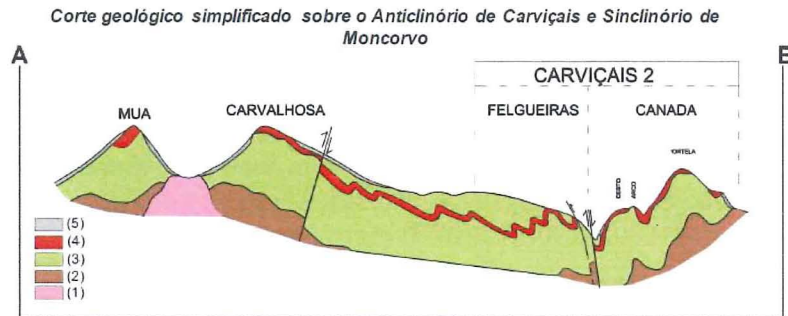 Corte geológico simplificado sobre o Anticlinório de Carviçais e Sinclinório de
Moncorvo
A B
CARVIÇAIS 2
MUA CARVALHOSA FELGUEIRAS CANADA
(5)
(4)
(3)
(2)
(1)